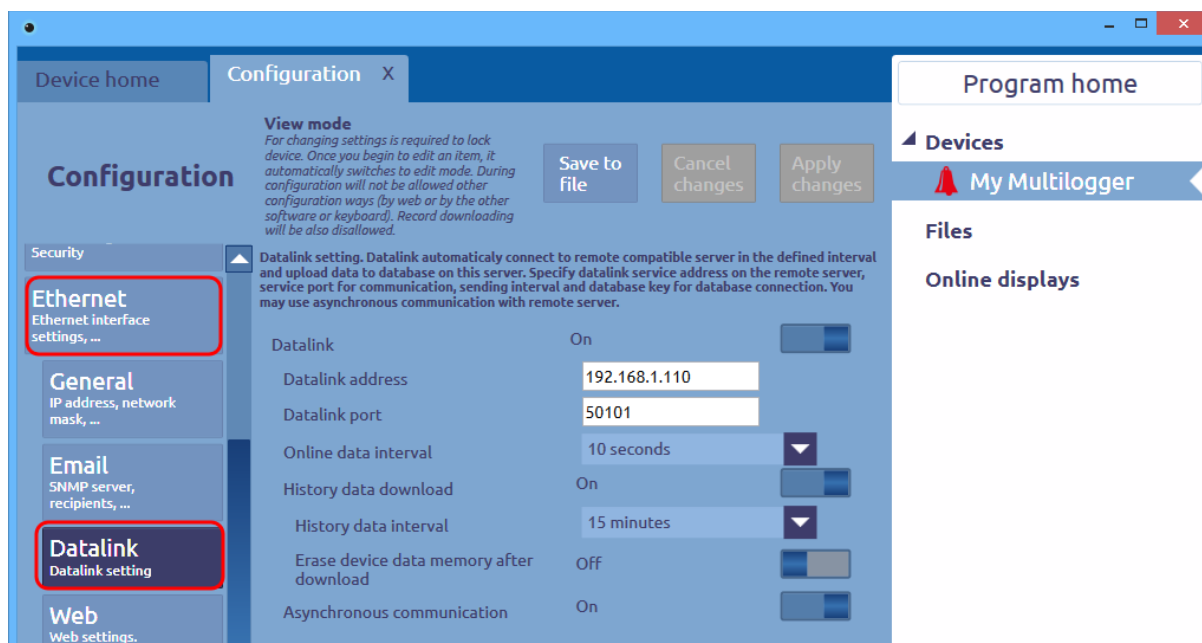 Device home
Configuration X
Program home
Configuration
View mode
For changing settings is required to lock
device. Once you begin to edit an item, it
automatically switches to edit mode. During
configuration will not be allowed other
configuration ways (by web or by the other
software or keyboard). Record downloading
will be also disallowed.
Save to
file
Cancel
changes
Apply
changes
Devices
My Multilogger
Files
Online displays
Security
Ethernet
Ethernet interface
settings, ...
General
IP address, network
mask, ...
Email
SNMP server,
recipients, ...
Datalink
Datalink setting
Web
Web settings.
Datalink setting. Datalink automaticaly connect to remote compatible server in the defined interval
and upload data to database on this server. Specify datalink service address on the remote server,
service port for communication, sending interval and database key for database connection. You
may use asynchronous communication with remote server.
Datalink On
Datalink address 192.168.1.110
Datalink port 50101
Online data interval 10 seconds
History data download On
History data interval 15 minutes
Erase device data memory after
download Off
Asynchronous communication On